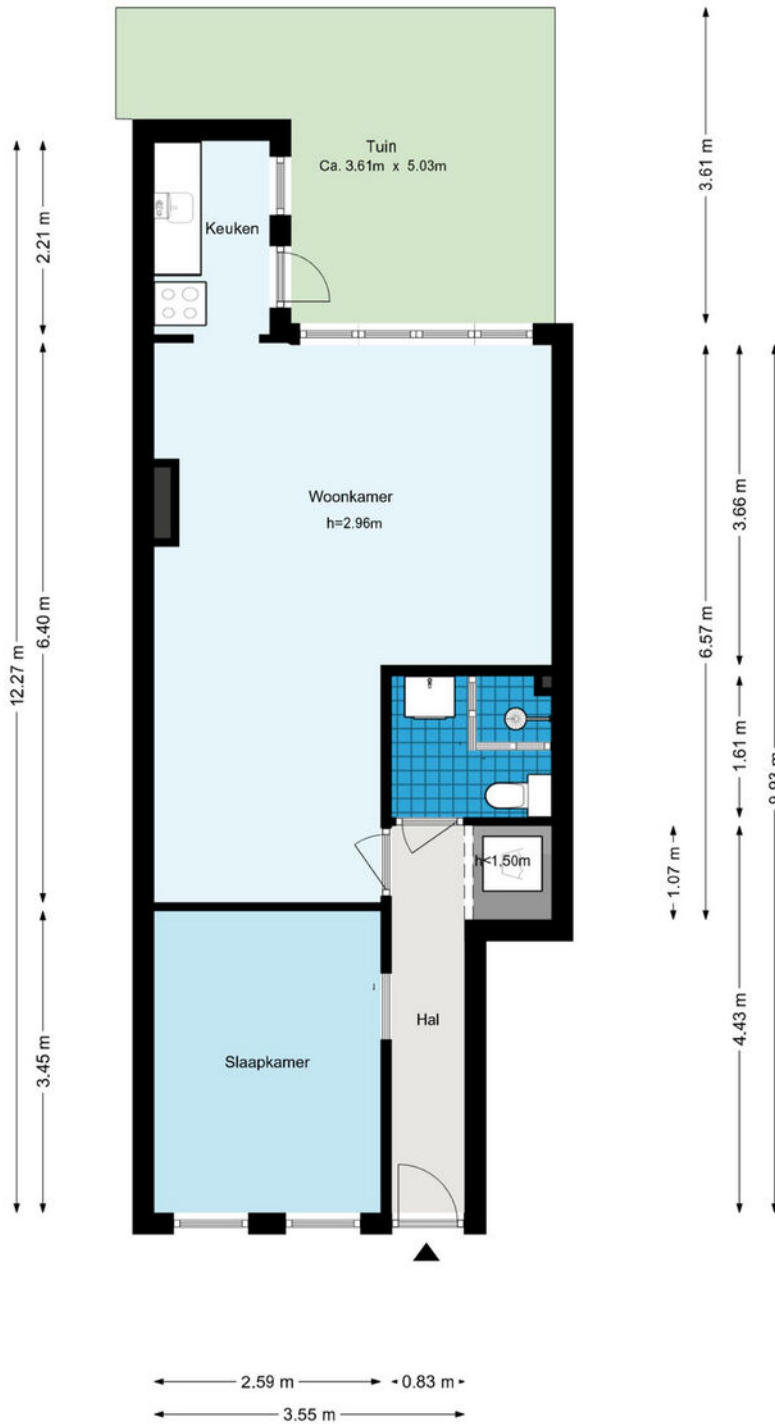 Tuin
Ca. 3.61m x 5.03m
3.61 m
2.21 m
Keuken
Woonkamer
h=2.96m
12.27 m
6.40 m
6.57 m
3.66 m
1.61 m
9.93 m
h<1.50m
1.07 m
Hal
4.43 m
Slaapkamer
3.45 m
2.59 m
0.83 m
3.55 m